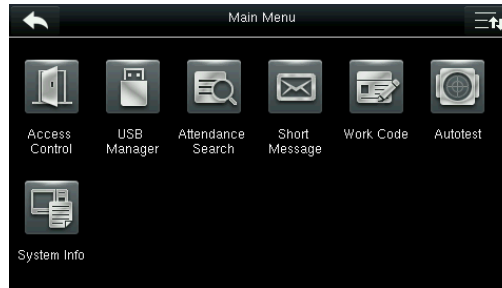 Main Menu
Access Control
USB Manager
Attendance Search
Short Message
Work Code
Autotest
System Info